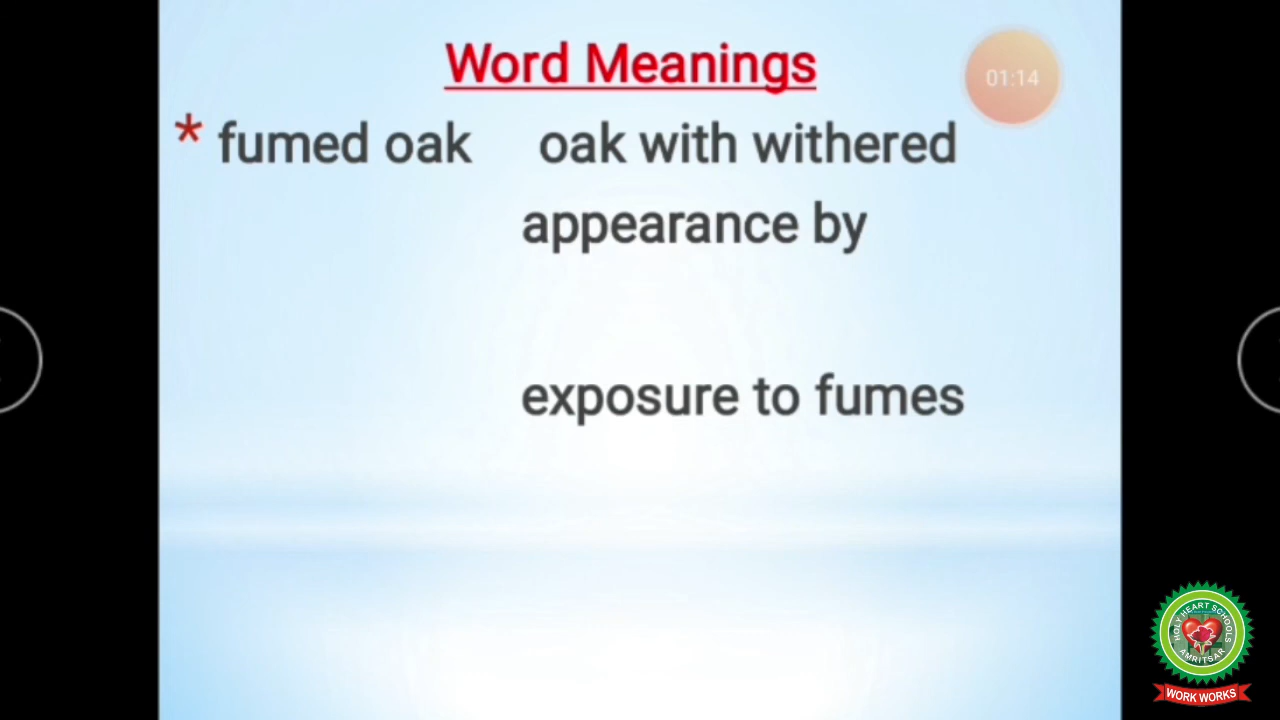 Word Meanings
01:14
* fumed oak oak with withered
appearance by
exposure to fumes
HOLY HEART SCHOOLS
AMRITSAR
WORK WORKS